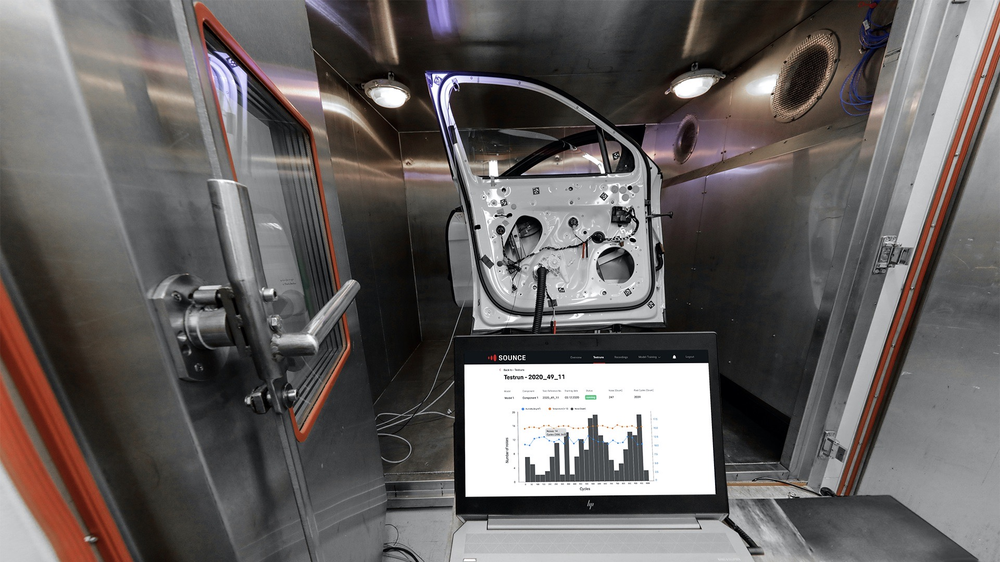 SOUNCE
Overview Testruns Recordings Model-Training Logout
Back to - Testruns
Testrun - 2020_49_11
Model Component Test-Reference No. Starting date Status Noise [Count] Past Cycles [Count]
Model 1 Component 1 2020_49_11 03.12.2020 running 247 2039
Humidity [in g/m³] Temperature [x 10] Noise [Count]
20
16
12
8
4
0
Number of noises
Noises: 14
Cycles: [330, 360]
17.5
15.0
12.5
10.0
7.5
5.0
2.5
0
Cycles
hp